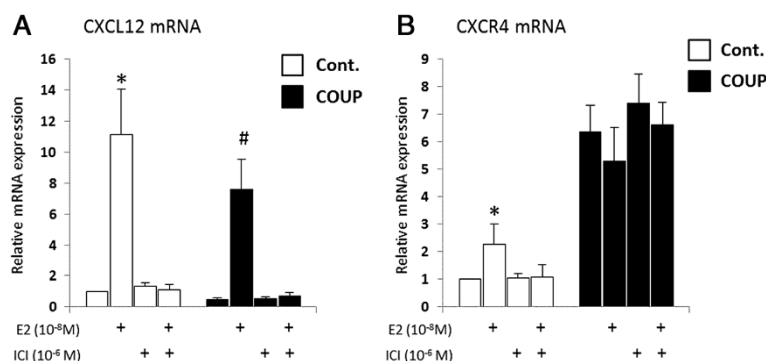 A CXCL12 mRNA
Relative mRNA expression
16
14
12
10
8
6
4
2
0
*
#
Cont.
COUP
E2 (10⁻⁸M) + + + +
ICI (10⁻⁶ M) + + + +
B CXCR4 mRNA
Relative mRNA expression
9
8
7
6
5
4
3
2
1
0
*
Cont.
COUP
E2 (10⁻⁸M) + + + +
ICI (10⁻⁶ M) + + + +